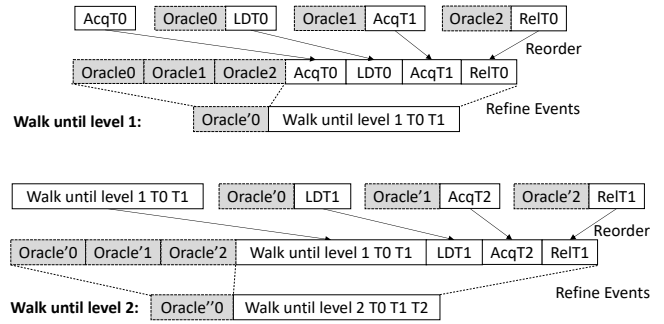 AcqT0 Oracle0 LDT0 Oracle1 AcqT1 Oracle2 RelT0
Reorder
Oracle0 Oracle1 Oracle2 AcqT0 LDT0 AcqT1 RelT0
Refine Events
Walk until level 1: Oracle'0 Walk until level 1 T0 T1
Walk until level 1 T0 T1 Oracle'0 LDT1 Oracle'1 AcqT2 Oracle'2 RelT1
Reorder
Oracle'0 Oracle'1 Oracle'2 Walk until level 1 T0 T1 LDT1 AcqT2 RelT1
Refine Events
Walk until level 2: Oracle''0 Walk until level 2 T0 T1 T2